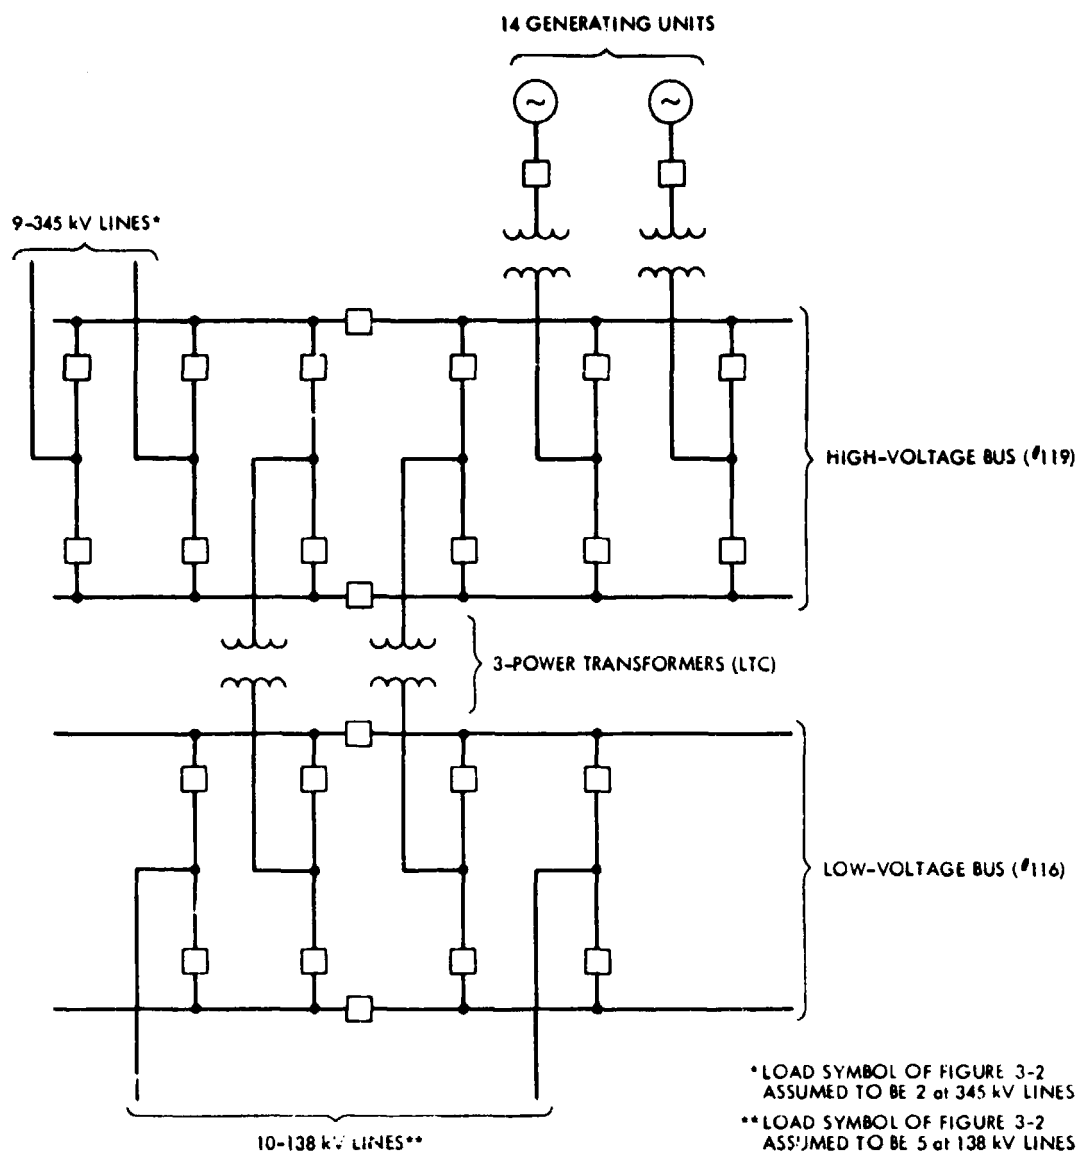 14 GENERATING UNITS
9-345 kV LINES*
HIGH-VOLTAGE BUS (#119)
3-POWER TRANSFORMERS (LTC)
LOW-VOLTAGE BUS (#116)
*LOAD SYMBOL OF FIGURE 3-2
ASSUMED TO BE 2 at 345 kV LINES
**LOAD SYMBOL OF FIGURE 3-2
ASSUMED TO BE 5 at 138 kV LINES
10-138 kV LINES**